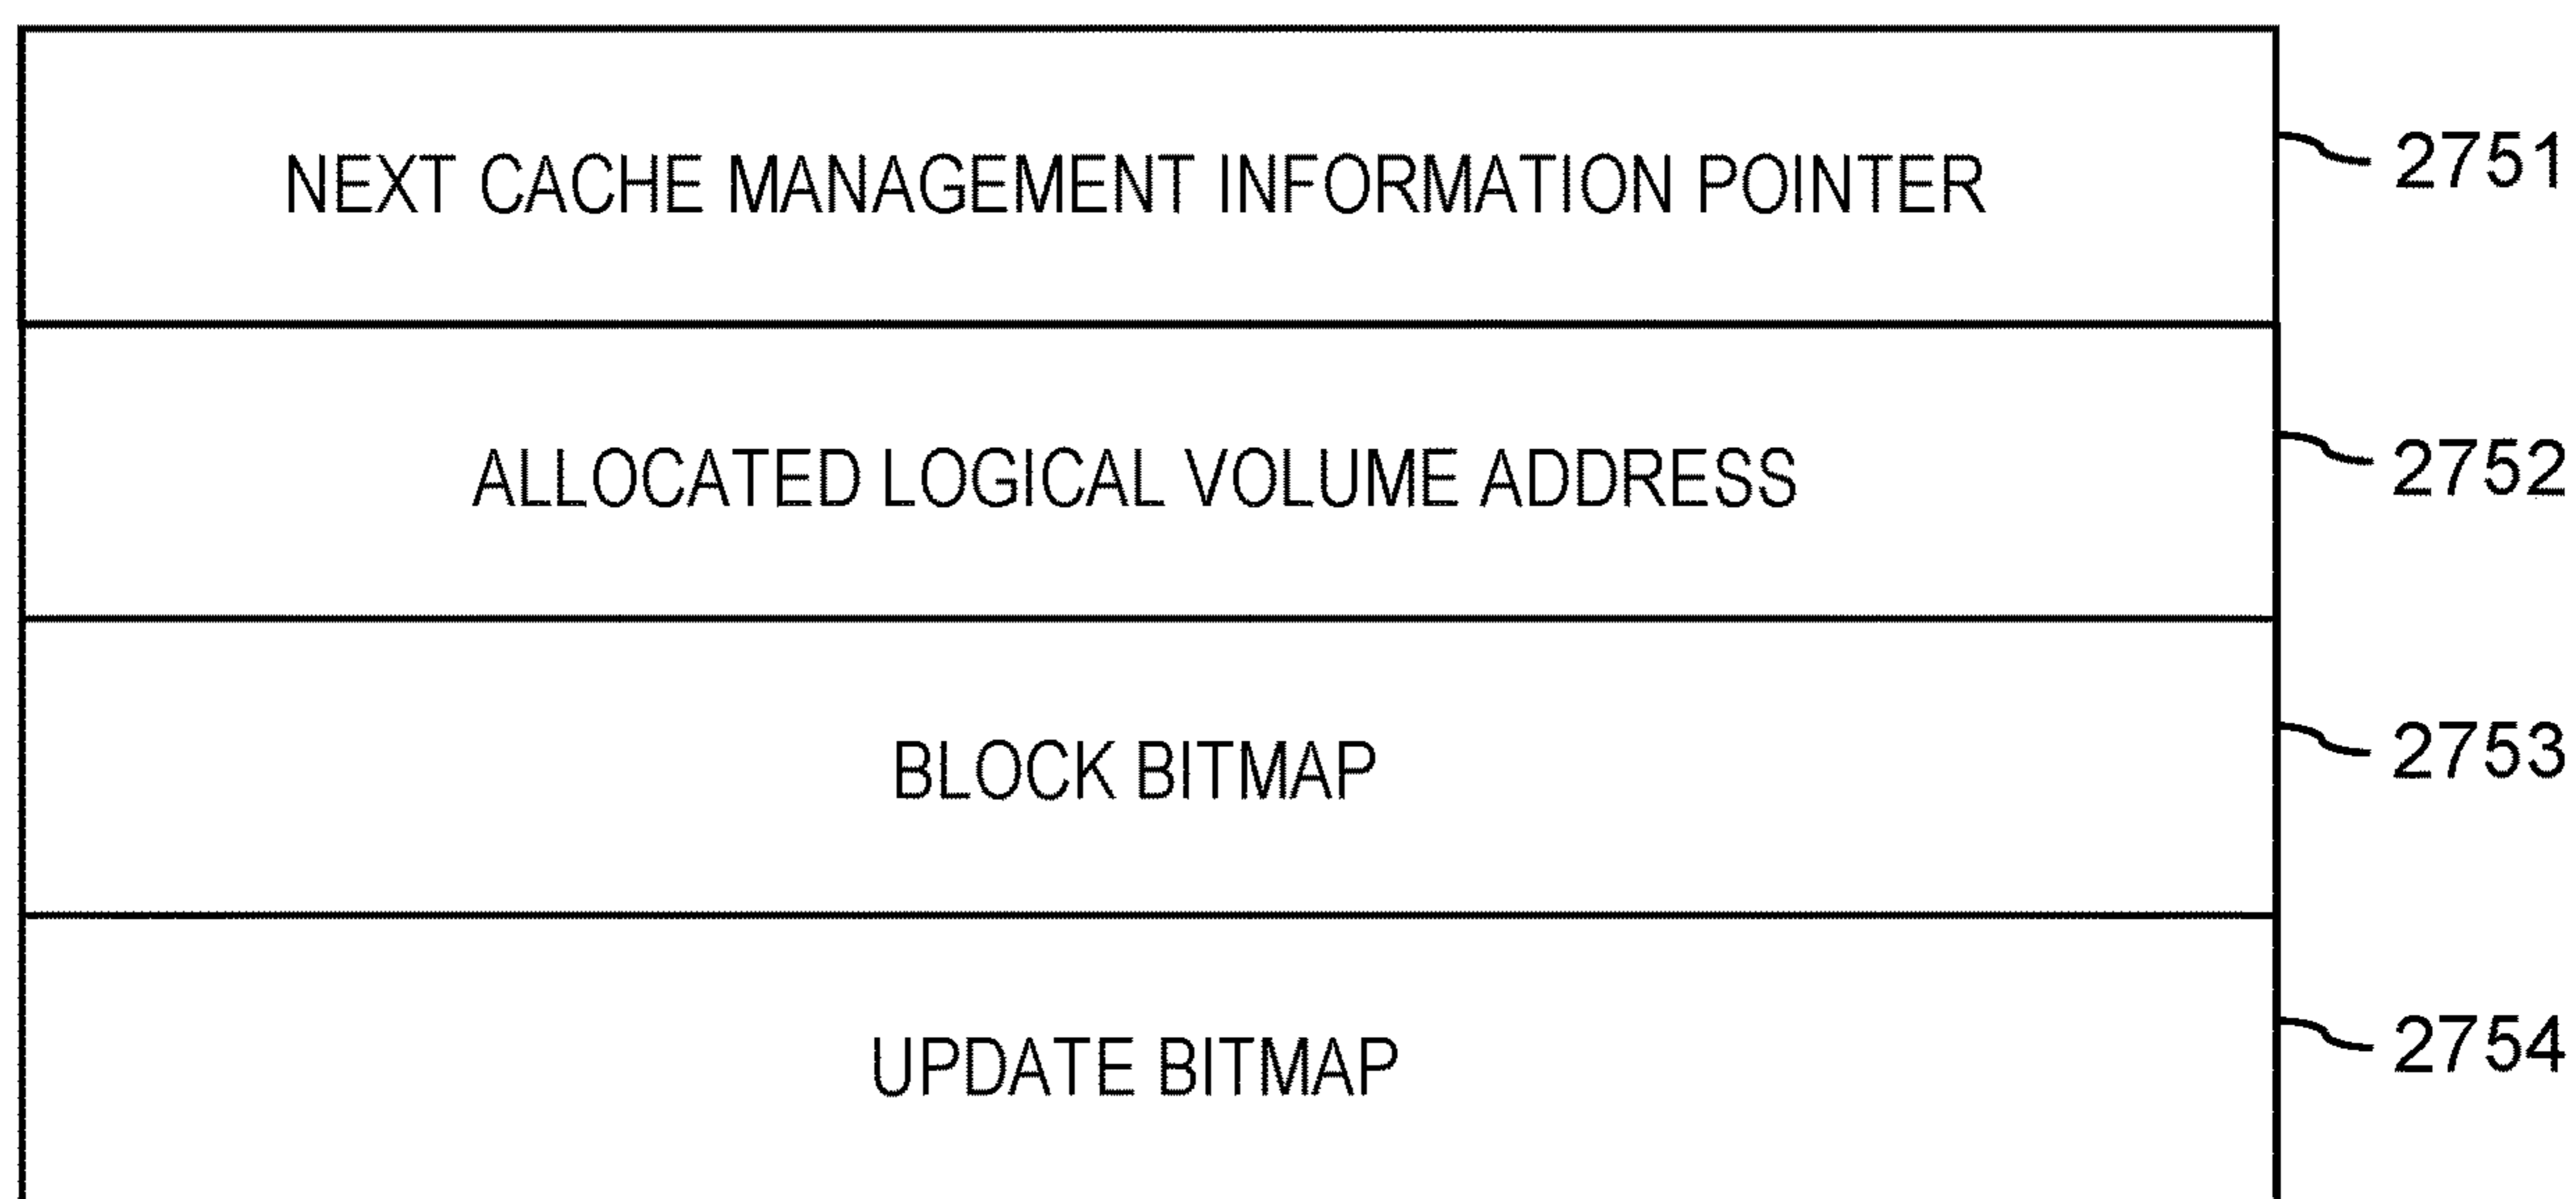 NEXT CACHE MANAGEMENT INFORMATION POINTER 2751
ALLOCATED LOGICAL VOLUME ADDRESS 2752
BLOCK BITMAP 2753
UPDATE BITMAP 2754